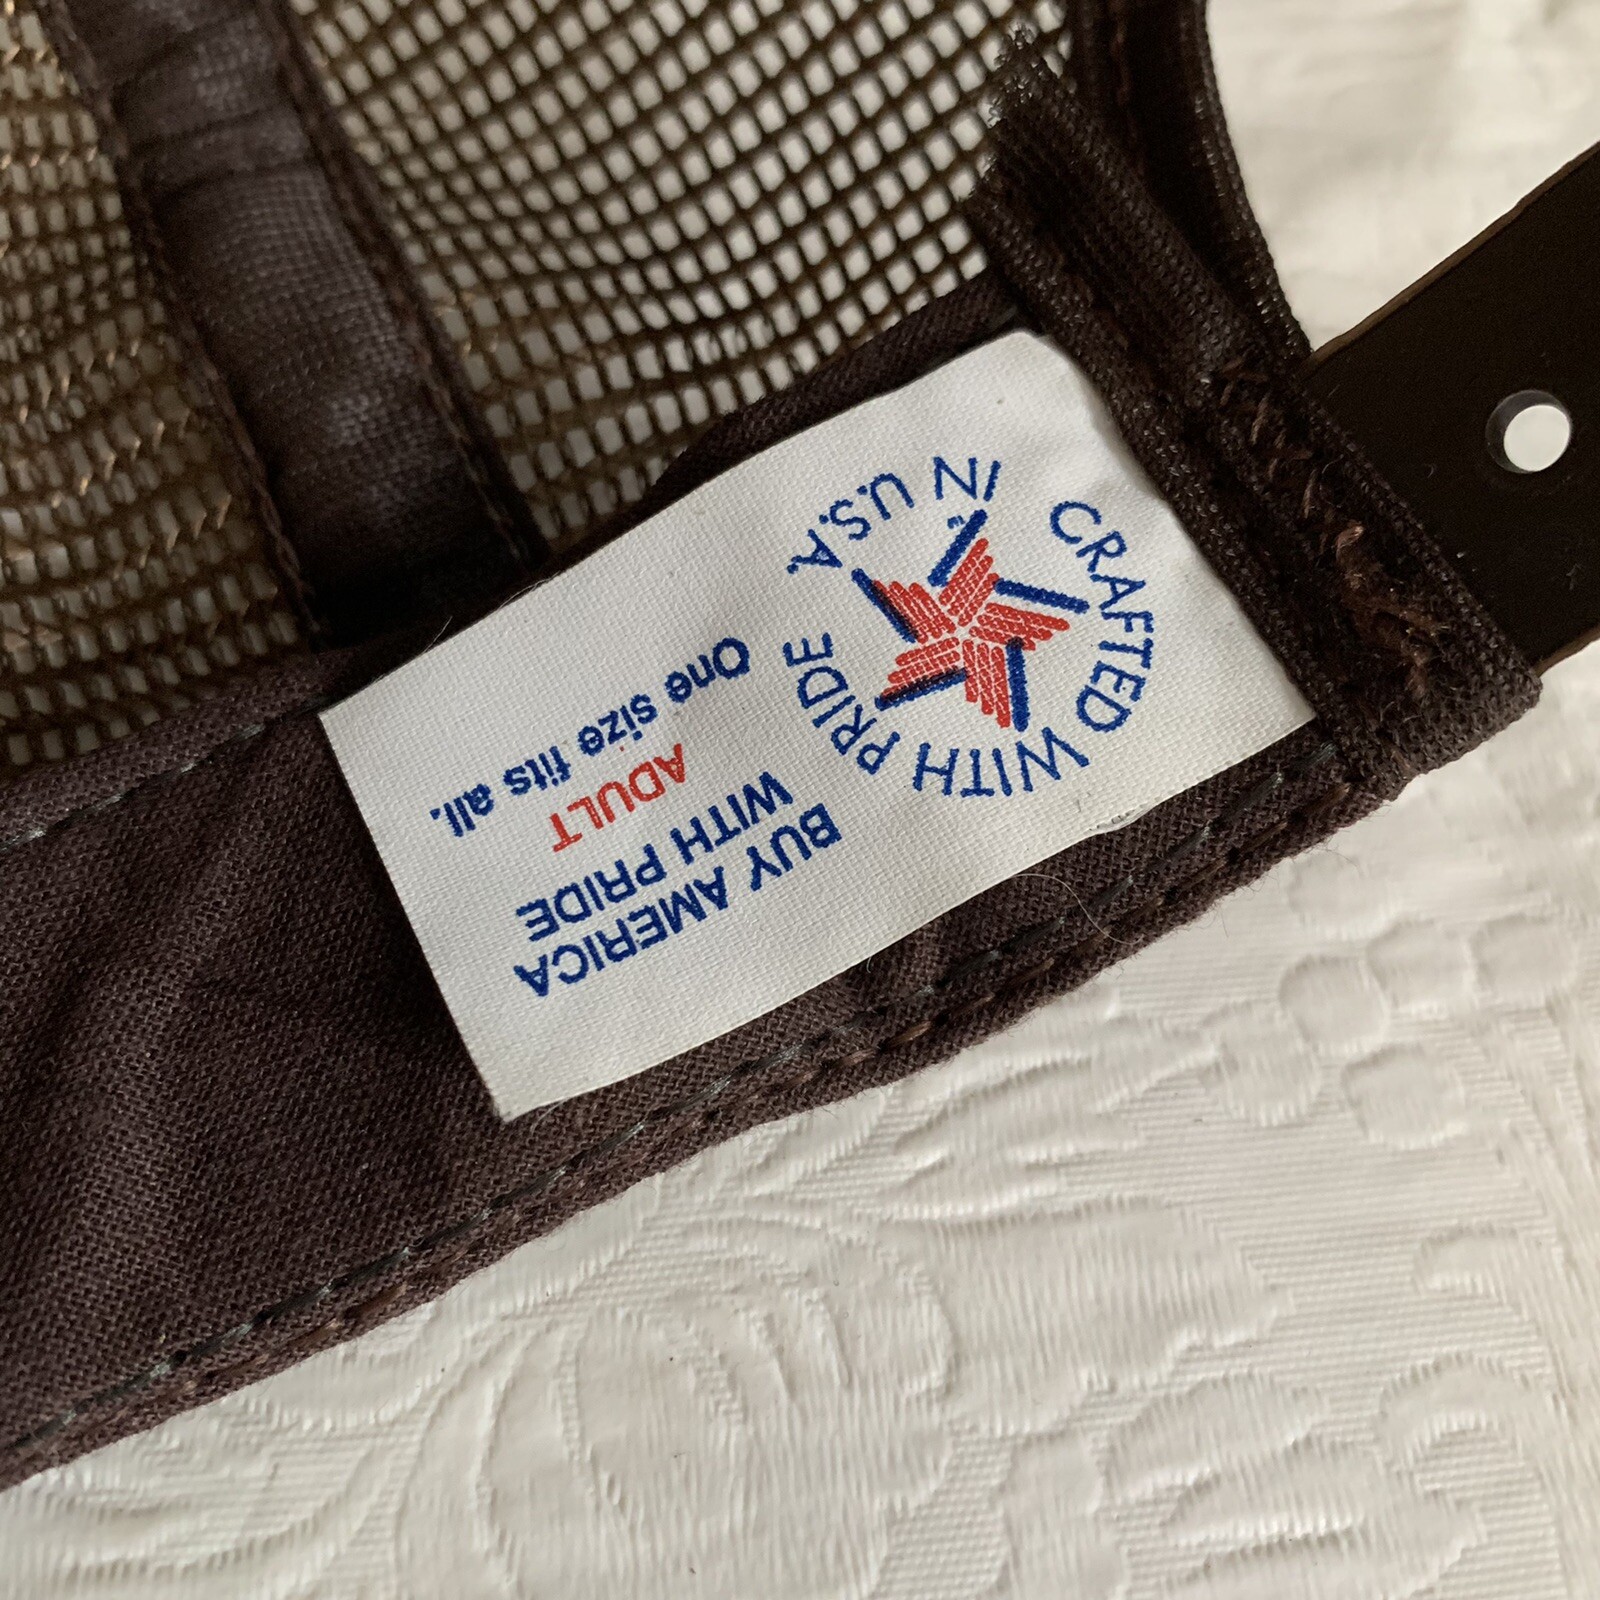 CRAFTED WITH PRIDE
IN U.S.A.
One size fits all.
ADULT
WITH PRIDE
BUY AMERICA